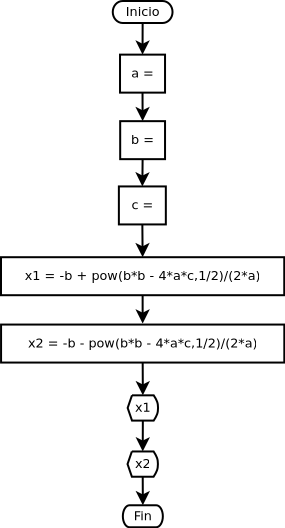 Inicio
a =
b =
c =
x1 = -b + pow(b*b - 4*a*c,1/2)/(2*a)
x2 = -b - pow(b*b - 4*a*c,1/2)/(2*a)
x1
x2
Fin